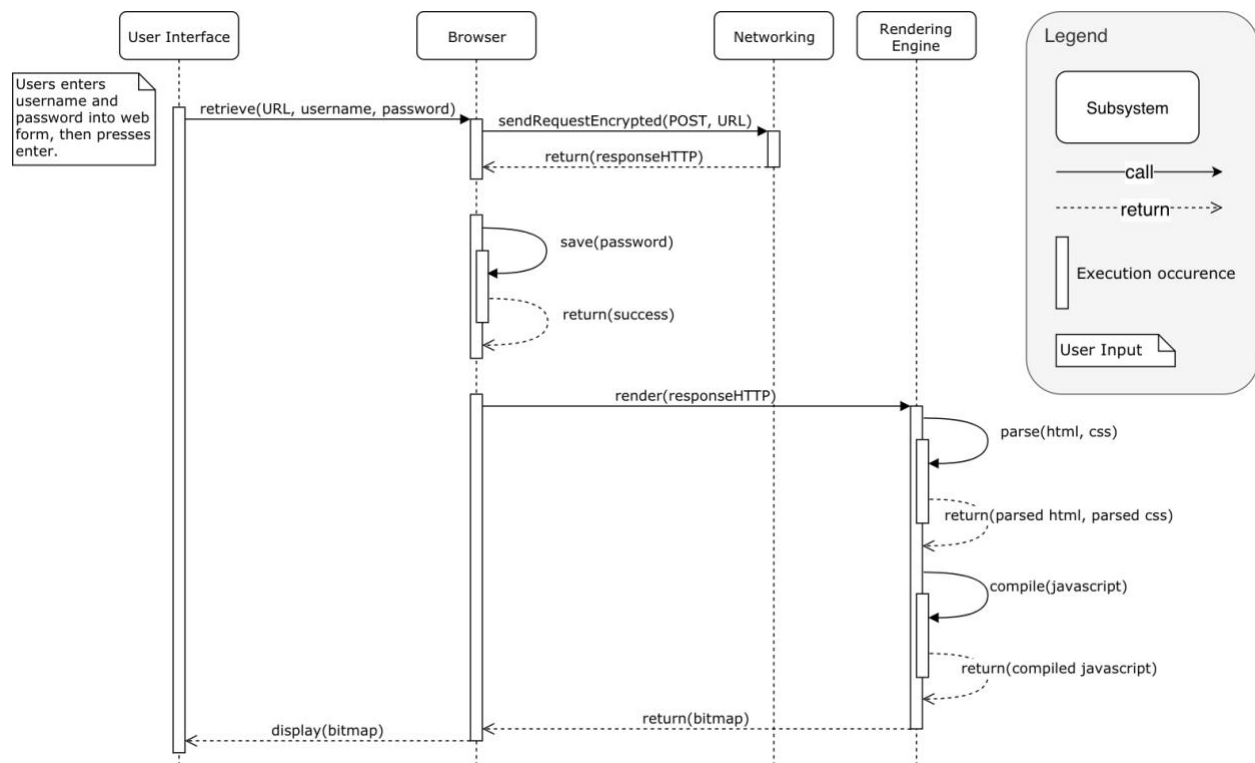 User Interface
Browser
Networking
Rendering
Engine
Legend
Subsystem
call
return
Execution occurence
User Input
Users enters
username and
password into web
form, then presses
enter.
retrieve(URL, username, password)
sendRequestEncrypted(POST, URL)
return(responseHTTP)
save(password)
return(success)
render(responseHTTP)
parse(html, css)
return(parsed html, parsed css)
compile(javascript)
return(compiled javascript)
return(bitmap)
display(bitmap)